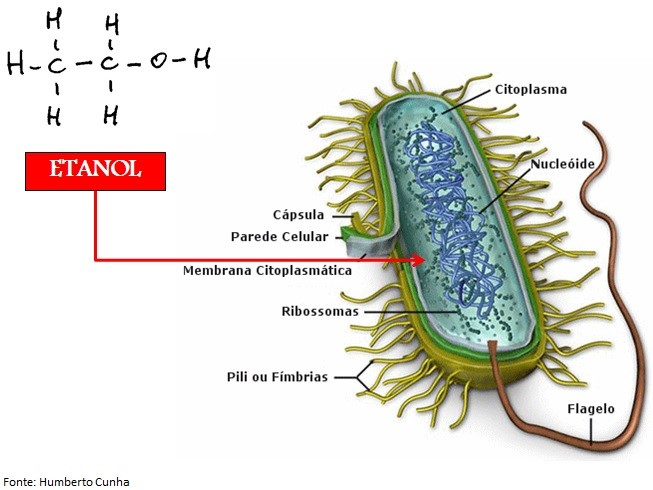 H H
H-C-C-O-H
H H
ETANOL
Citoplasma
Nucleóide
Cápsula
Parede Celular
Membrana Citoplasmática
Ribossomas
Pili ou Fímbrias
Flagelo
Fonte: Humberto Cunha